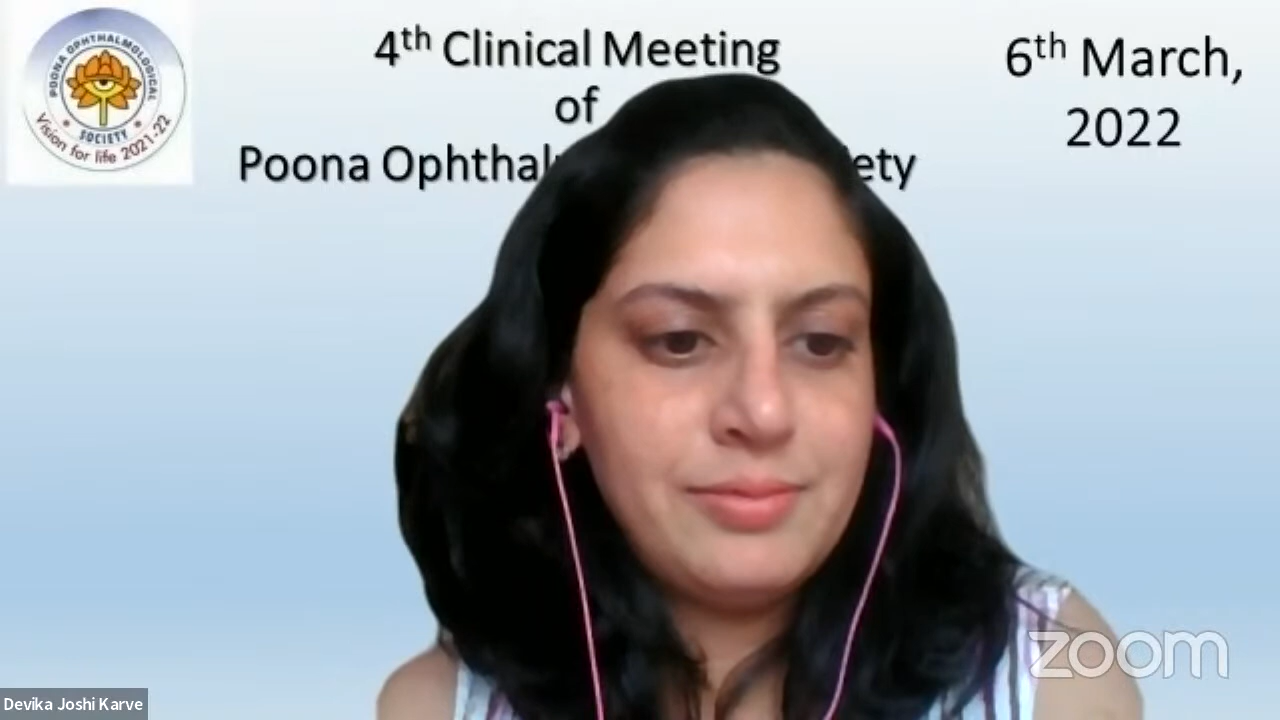 POONA OPHTHALMOLOGICAL
SOCIETY
Vision for life 2021-22
4th Clinical Meeting
of
Poona Ophthal
ety
6th March,
2022
zoom
Devika Joshi Karve